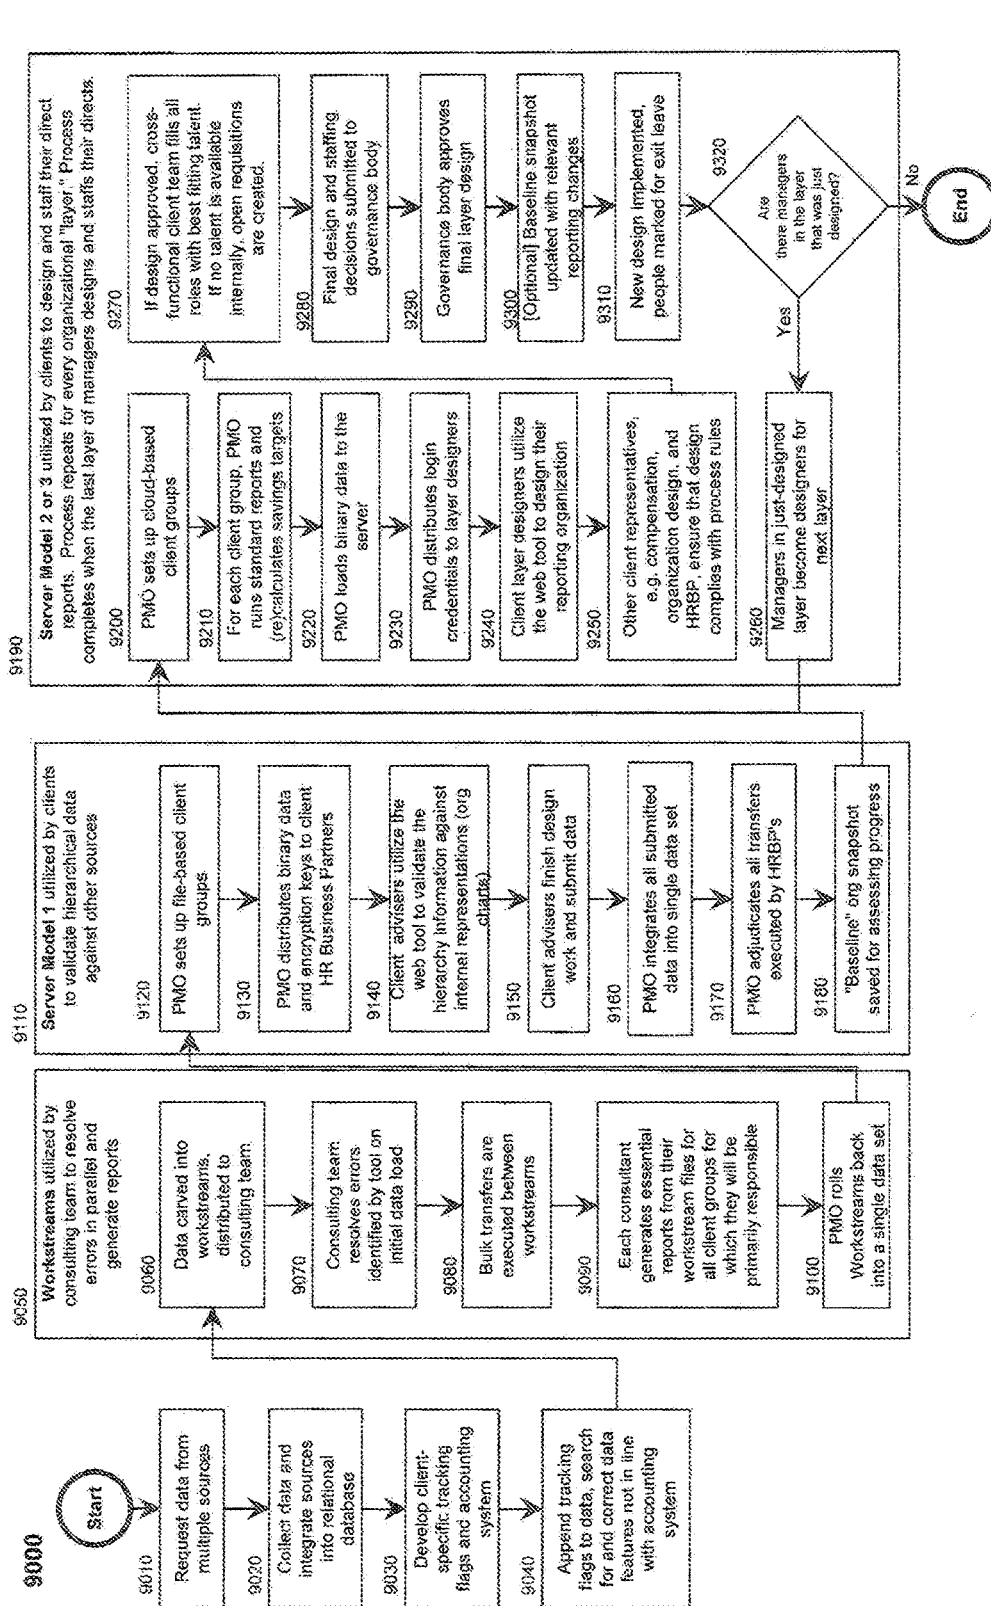 9000
Start
9010
Request data from
multiple sources
9020
Collect data and
integrate sources
into relational
database
9030
Develop client-
specific tracking
flags and accounting
system
9040
Append tracking
flags to data, search
for and correct data
features not in line
with accounting
system
9050
Workstreams utilized by
consulting team to resolve
errors in parallel and
generate reports
9060
Data carved into
workstreams,
distributed to
consulting team
9070
Consulting team
resolves errors
identified by tool on
initial data load
9080
Bulk transfers are
executed between
workstreams
9090
Each consultant
generates essential
reports from their
workstream files for
all client groups for
which they will be
primarily responsible
9100
PMO rolls
Workstreams back
into a single data set
9110
Server Model 1 utilized by clients
to validate hierarchical data
against other sources
9120
PMO sets up file-based client
groups
9130
PMO distributes binary data
and encryption keys to client
HR Business Partners
9140
Client advisers utilize the
web tool to validate the
hierarchy information against
internal representations (org
charts)
9150
Client advisers finish design
work and submit data
9160
PMO integrates all submitted
data into single data set
9170
PMO adjudicates all transfers
executed by HRBP's
9180
"Baseline" org snapshot
saved for assessing progress
9190
Server Model 2 or 3 utilized by clients to design and staff their direct
reports. Process repeats for every organizational "layer." Process
completes when the last layer of managers designs and staffs their directs.
9200
PMO sets up cloud-based
client groups
9210
For each client group, PMO
runs standard reports and
(re)calculates savings targets
9220
PMO loads binary data to the
server
9230
PMO distributes login
credentials to layer designers
9240
Client layer designers utilize
the web tool to design their
reporting organization
9250
Other client representatives,
e.g. compensation,
organization design, and
HRBP, ensure that design
complies with process rules
9260
Managers in just-designed
layer become designers for
next layer
9270
If design approved, cross-
functional client team fills all
roles with best fitting talent.
If no talent is available
internally, open requisitions
are created.
9280
Final design and staffing
decisions submitted to
governance body
9290
Governance body approves
final layer design
9300
[Optional] Baseline snapshot
updated with relevant
reporting changes
9310
New design implemented,
people marked for exit leave
9320
Are
there managers
in the layer
that was just
designed?
Yes
No
End